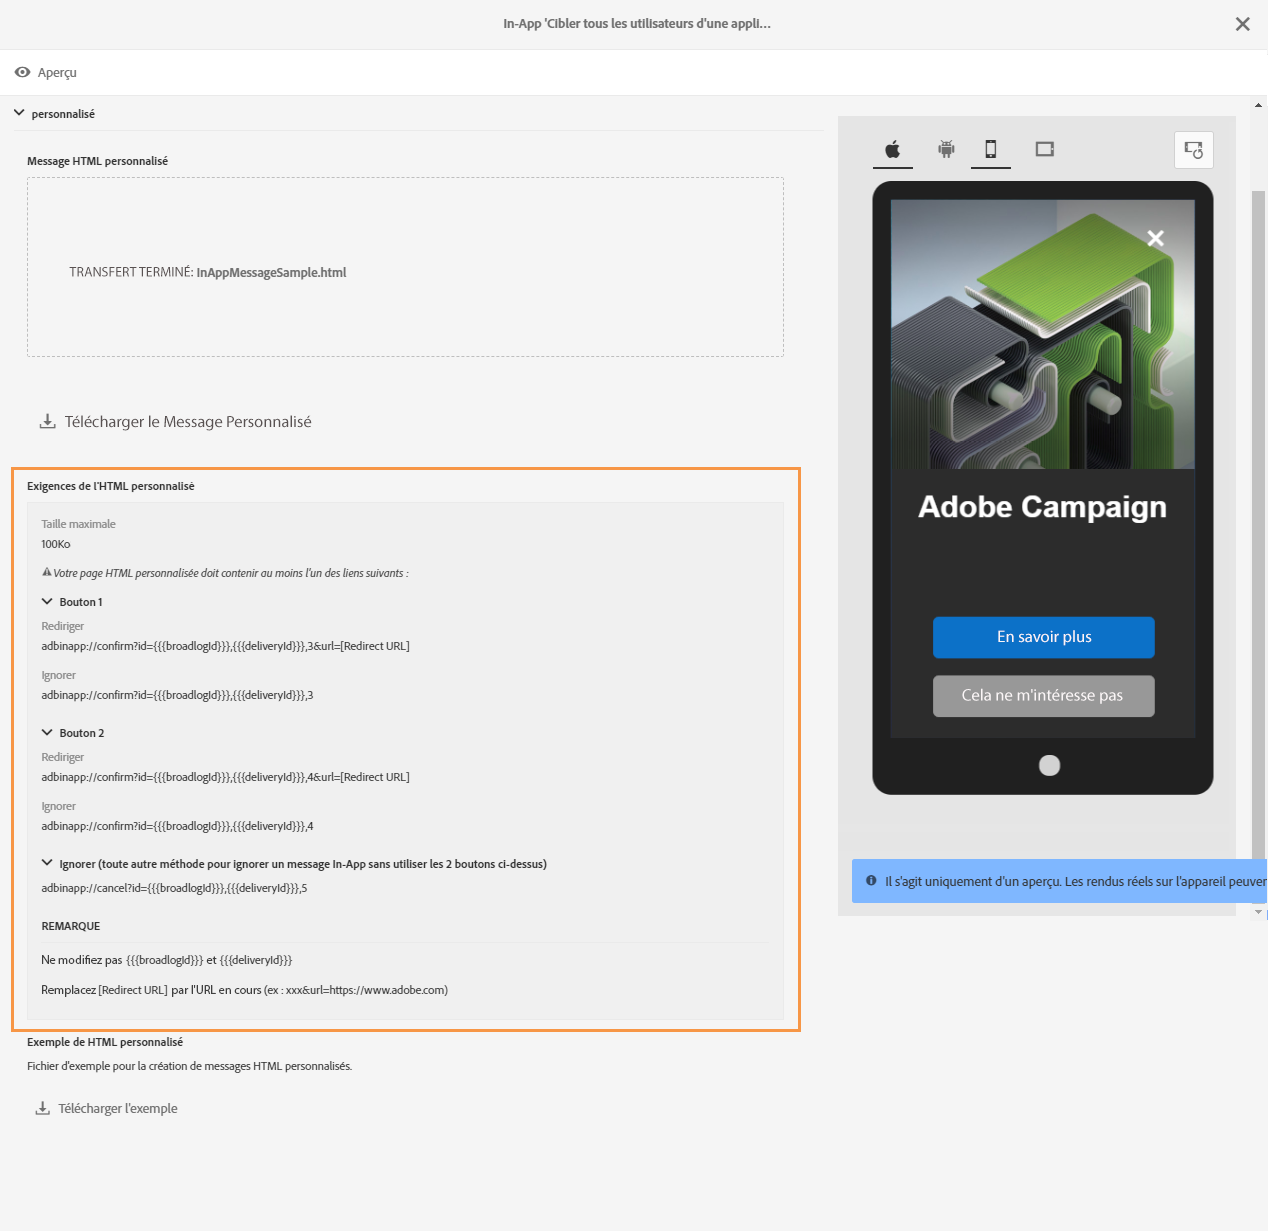 In-App 'Cibler tous les utilisateurs d'une appli...
Aperçu
personnalisé
Message HTML personnalisé
TRANSFERT TERMINÉ: InAppMessageSample.html
Télécharger le Message Personnalisé
Exigences de l'HTML personnalisé
Taille maximale
100Ko
Votre page HTML personnalisée doit contenir au moins l'un des liens suivants :
Bouton 1
Rediriger
adbinapp://confirm?id={{{broadlogId}}},{{{deliveryId}}},3&url=[Redirect URL]
Ignorer
adbinapp://confirm?id={{{broadlogId}}},{{{deliveryId}}},3
Bouton 2
Rediriger
adbinapp://confirm?id={{{broadlogId}}},{{{deliveryId}}},4&url=[Redirect URL]
Ignorer
adbinapp://confirm?id={{{broadlogId}}},{{{deliveryId}}},4
Ignorer (toute autre méthode pour ignorer un message In-App sans utiliser les 2 boutons ci-dessus)
adbinapp://cancel?id={{{broadlogId}}},{{{deliveryId}}},5
REMARQUE
Ne modifiez pas {{{broadlogId}}} et {{{deliveryId}}}
Remplacez [Redirect URL] par l'URL en cours (ex : xxx&url=https://www.adobe.com)
Exemple de HTML personnalisé
Fichier d'exemple pour la création de messages HTML personnalisés.
Télécharger l'exemple
Adobe Campaign
En savoir plus
Cela ne m'intéresse pas
Il s'agit uniquement d'un aperçu. Les rendus réels sur l'appareil peuver